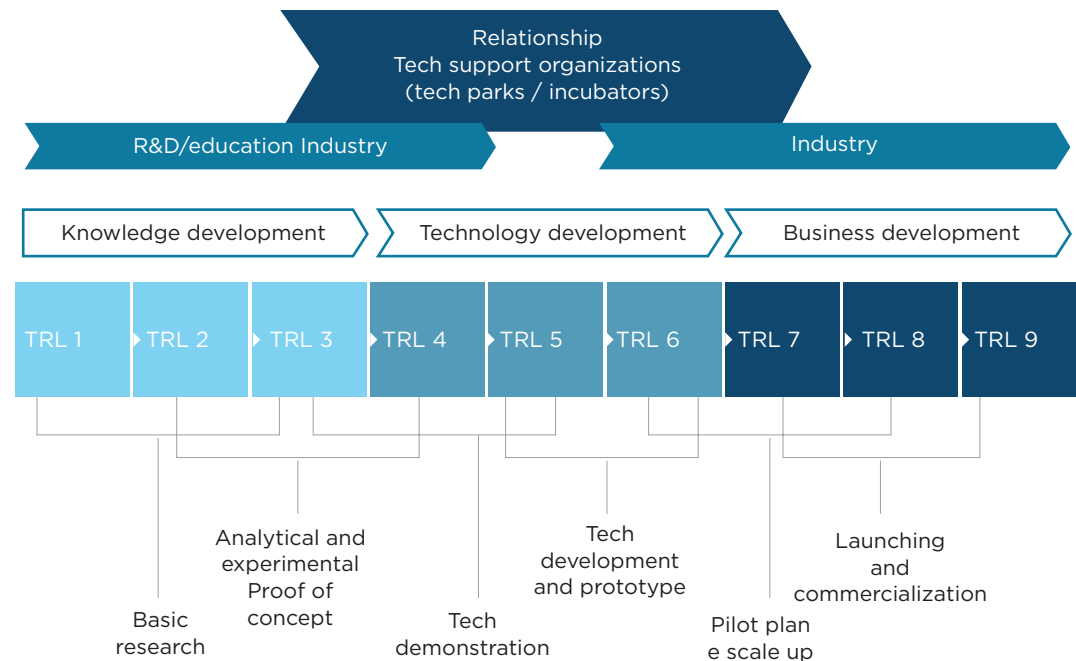 Relationship
Tech support organizations
(tech parks / incubators)
R&D/education Industry
Industry
Knowledge development
Technology development
Business development
TRL 1
TRL 2
TRL 3
TRL 4
TRL 5
TRL 6
TRL 7
TRL 8
TRL 9
Basic
research
Analytical and
experimental
Proof of
concept
Tech
demonstration
Tech
development
and prototype
Pilot plan
e scale up
Launching
and
commercialization